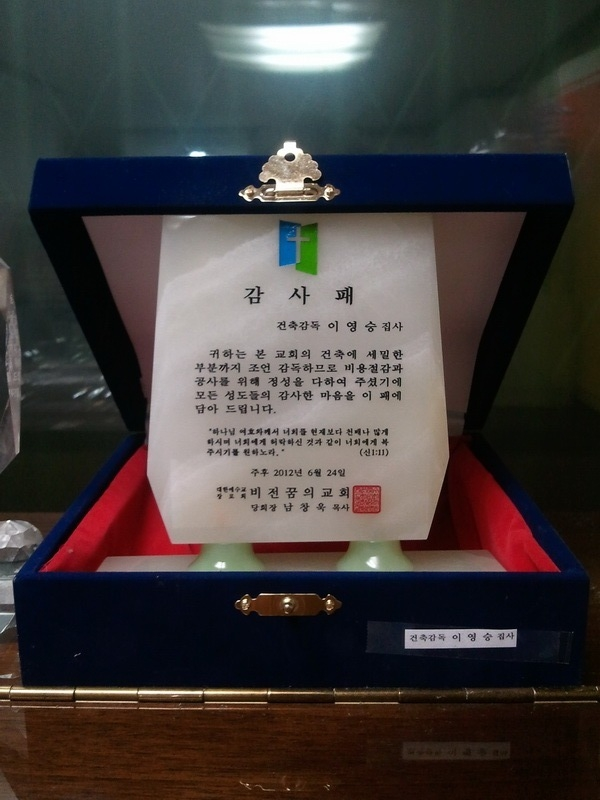 감 사 패
건축감독 이 영 승 집사
귀하는 본 교회의 건축에 세밀한
부분까지 조언 감독하므로 비용절감과
공사를 위해 정성을 다하여 주셨기에
모든 성도들의 감사한 마음을 이 패에
담아 드립니다.
"하나님 여호와께서 너희를 현재보다 천배나 많게
하시며 너희에게 허락하신 것과 같이 너희에게 복
주시기를 원하노라." (신1:11)
주후 2012년 6월 24일
대한예수교
장로회 비전꿈의교회
당회장 남 창 욱 목사
건축감독 이 영 승 집사